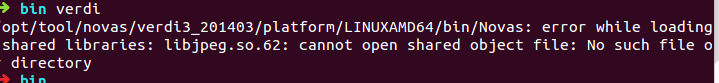 ➜ bin verdi
/opt/tool/novas/verdi3_201403/platform/LINUXAMD64/bin/Novas: error while loading
shared libraries: libjpeg.so.62: cannot open shared object file: No such file o
r directory
➜ bin